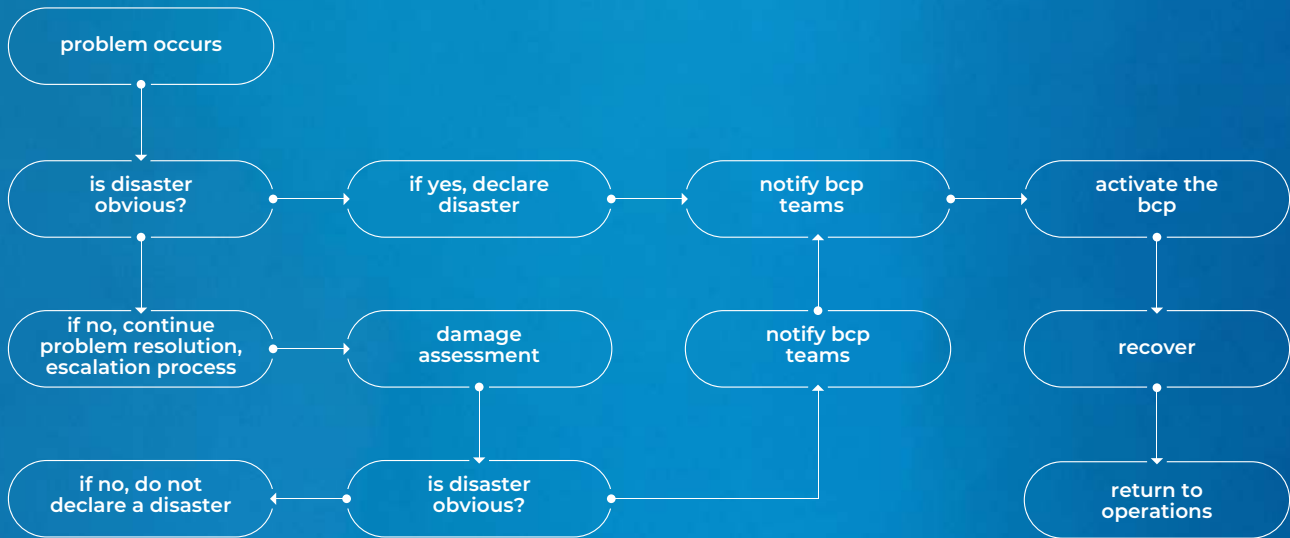 problem occurs
is disaster
obvious?
if yes, declare
disaster
notify bcp
teams
activate the
bcp
if no, continue
problem resolution,
escalation process
damage
assessment
notify bcp
teams
recover
if no, do not
declare a disaster
is disaster
obvious?
return to
operations